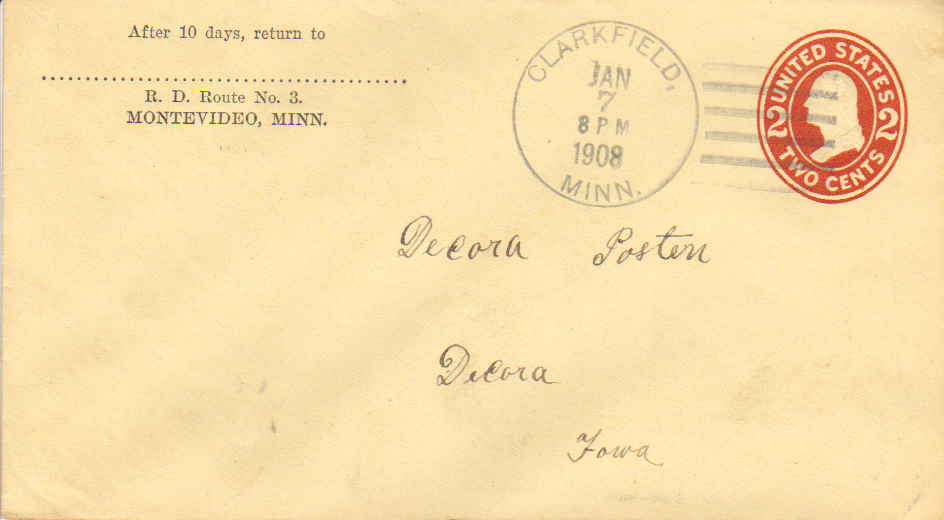 After 10 days, return to
R. D. Route No. 3.
MONTEVIDEO, MINN.
CLARKFIELD,
JAN
7
8 PM
1908
MINN.
UNITED STATES
2 2
TWO CENTS
Decora Posten
Decora
Iowa